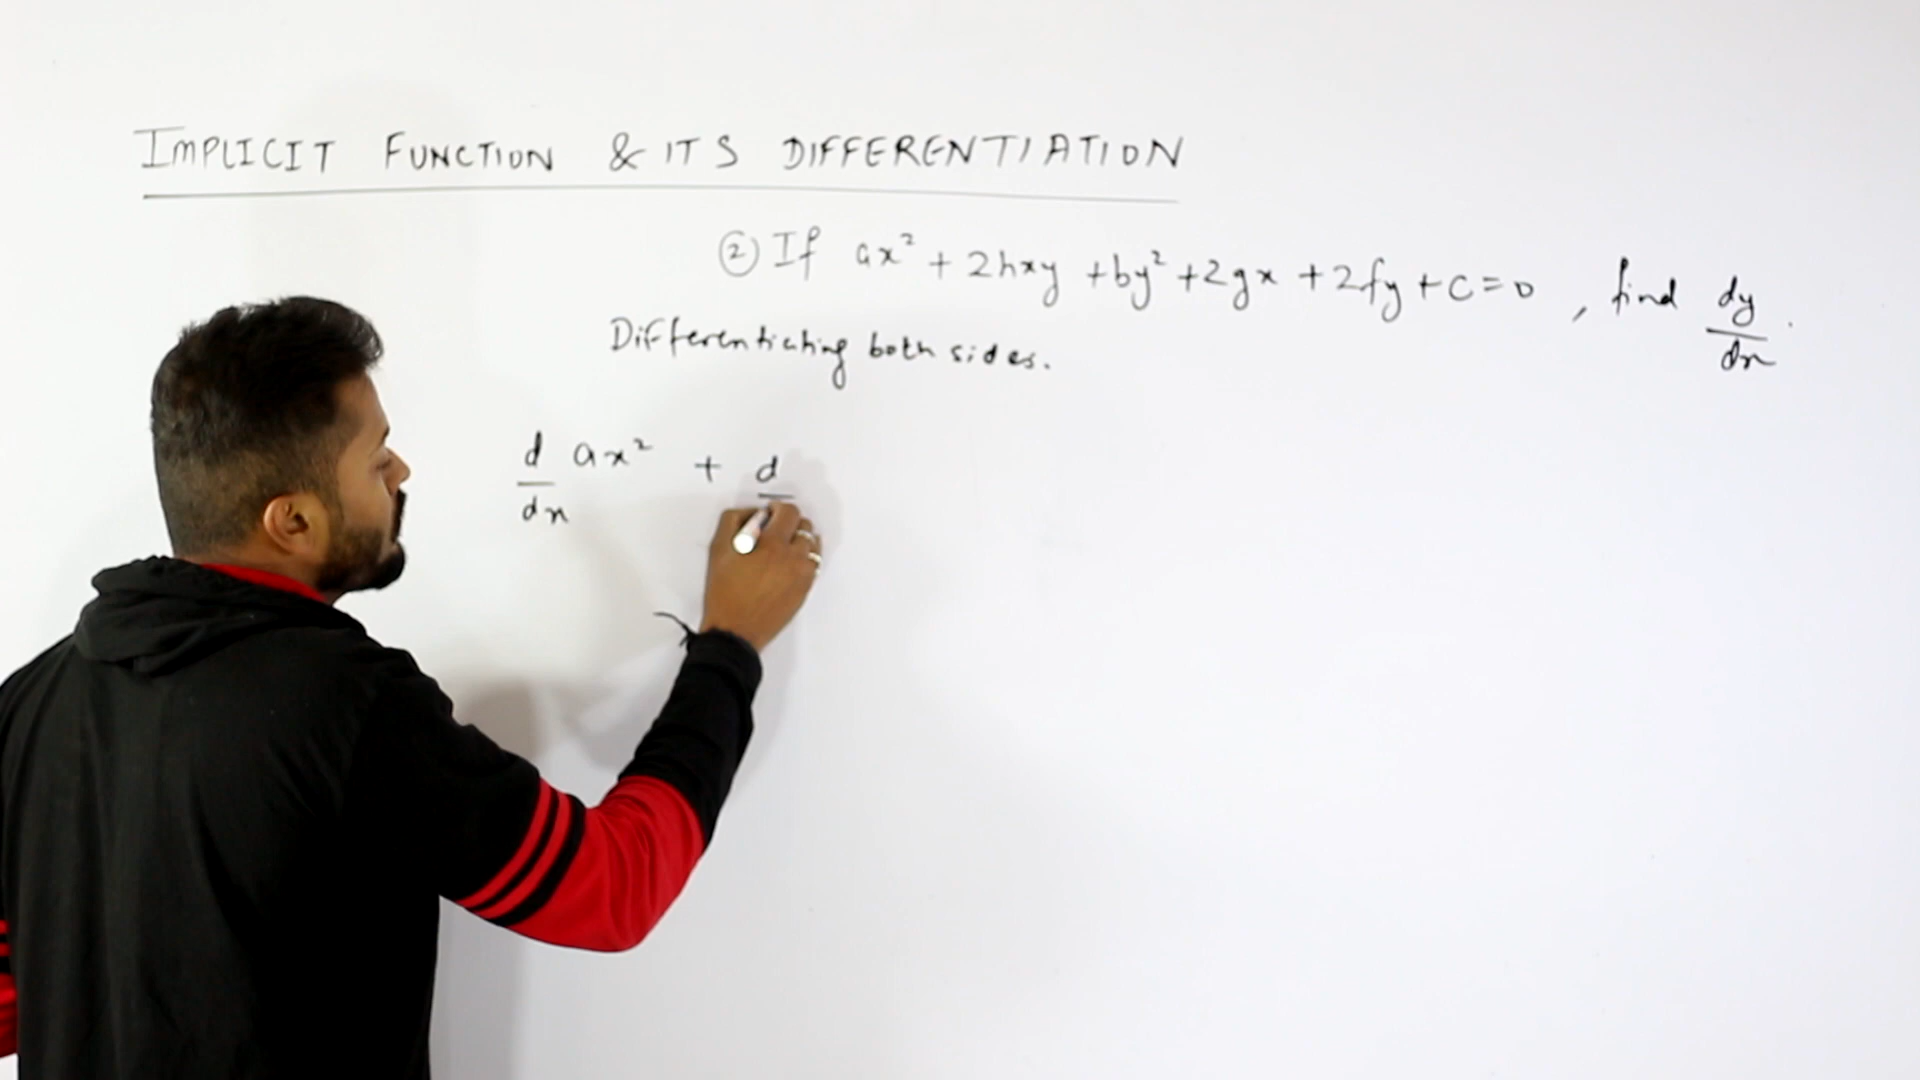 IMPLICIT FUNCTION & ITS DIFFERENTIATION
② If ax² + 2hxy + by² + 2gx + 2fy + c = 0 , find dy/dx .
Differentiating both sides.
d/dx ax² + d